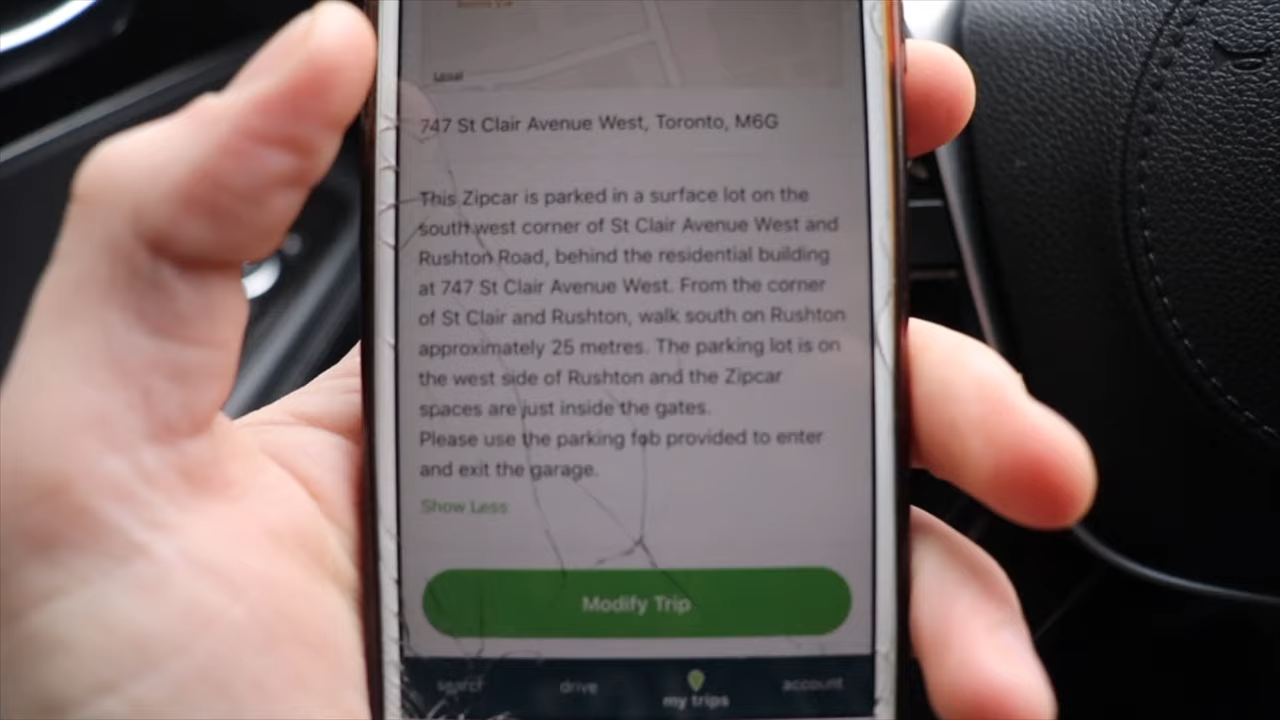 747 St Clair Avenue West, Toronto, M6G
This Zipcar is parked in a surface lot on the
south west corner of St Clair Avenue West and
Rushton Road, behind the residential building
at 747 St Clair Avenue West. From the corner
of St Clair and Rushton, walk south on Rushton
approximately 25 metres. The parking lot is on
the west side of Rushton and the Zipcar
spaces are just inside the gates.
Please use the parking fob provided to enter
and exit the garage.
Show Less
Modify Trip
search drive my trips account